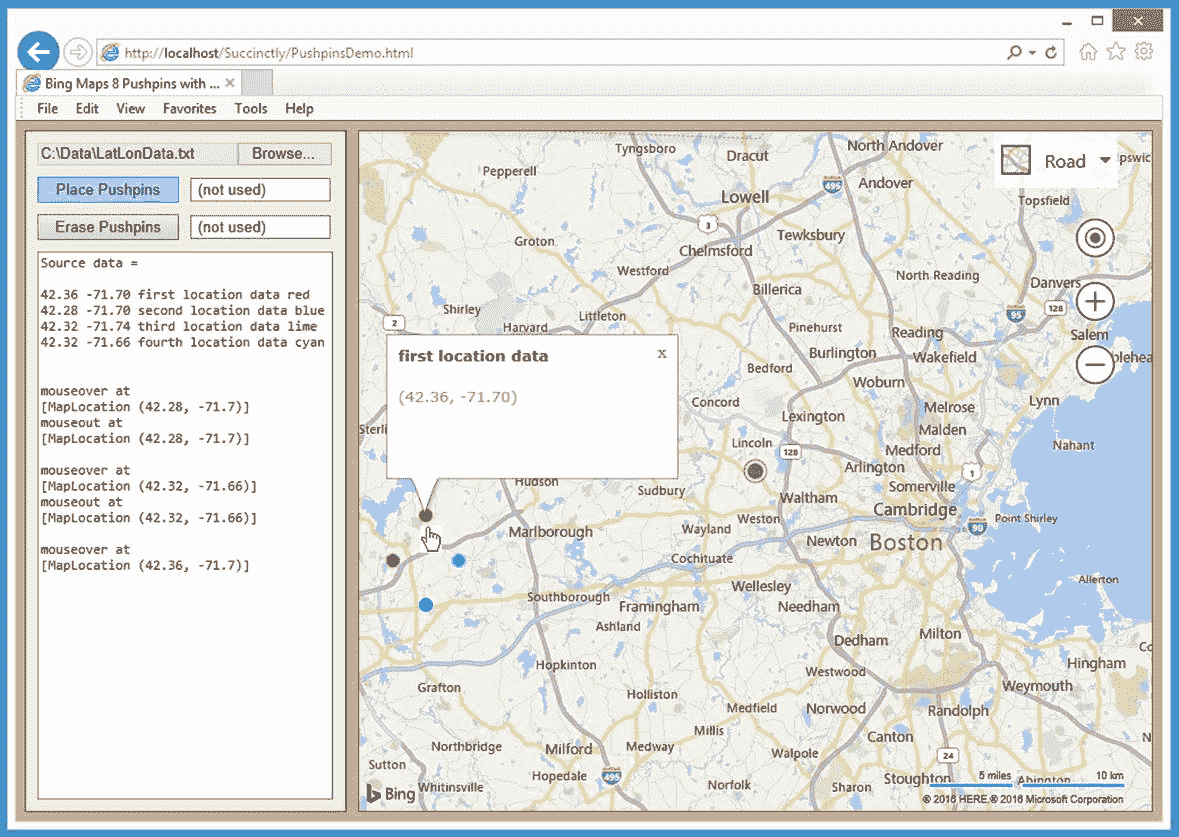 http://localhost/Succinctly/PushpinsDemo.html
Bing Maps 8 Pushpins with ...
File Edit View Favorites Tools Help
C:\Data\LatLonData.txt Browse...
Place Pushpins (not used)
Erase Pushpins (not used)
Source data =
42.36 -71.70 first location data red
42.28 -71.70 second location data blue
42.32 -71.74 third location data lime
42.32 -71.66 fourth location data cyan
mouseover at
[MapLocation (42.28, -71.7)]
mouseout at
[MapLocation (42.28, -71.7)]
mouseover at
[MapLocation (42.32, -71.66)]
mouseout at
[MapLocation (42.32, -71.66)]
mouseover at
[MapLocation (42.36, -71.7)]
Tyngsboro
Dracut
North Andover
Road
Pepperell
495
Andover
Lowell
Topsfield
3
Chelmsford
Tewksbury
Groton
Westford
North Reading
Danvers
Billerica
Shirley
Littleton
95
128
2
Harvard
Pinehurst
Reading
Salem
first location data x
(42.36, -71.70)
Burlington
Wakefield
Bedford
Woburn
Concord
Lexington
Melrose
Lynn
Malden
Lincoln
128
Medford
Nahant
Arlington
1
Hudson
Sudbury
Somerville
Waltham
Cambridge
Weston
Point Shirley
Marlborough
Wayland
90
Newton
Boston
Cochituate
Allerton
Wellesley
Southborough
Framingham
Needham
Ashland
Dedham
Milton
Hopkinton
Westwood
Hingham
Grafton
Holliston
Weymouth
Medfield
Norwood
Randolph
Millis
Northbridge
Milford
Medway
Walpole
Canton
24
Sutton
Hopedale
495
Stoughton
Abington
5 miles
10 km
Bing
Whitinsville
Norfolk
Sharon
© 2016 HERE,© 2016 Microsoft Corporation